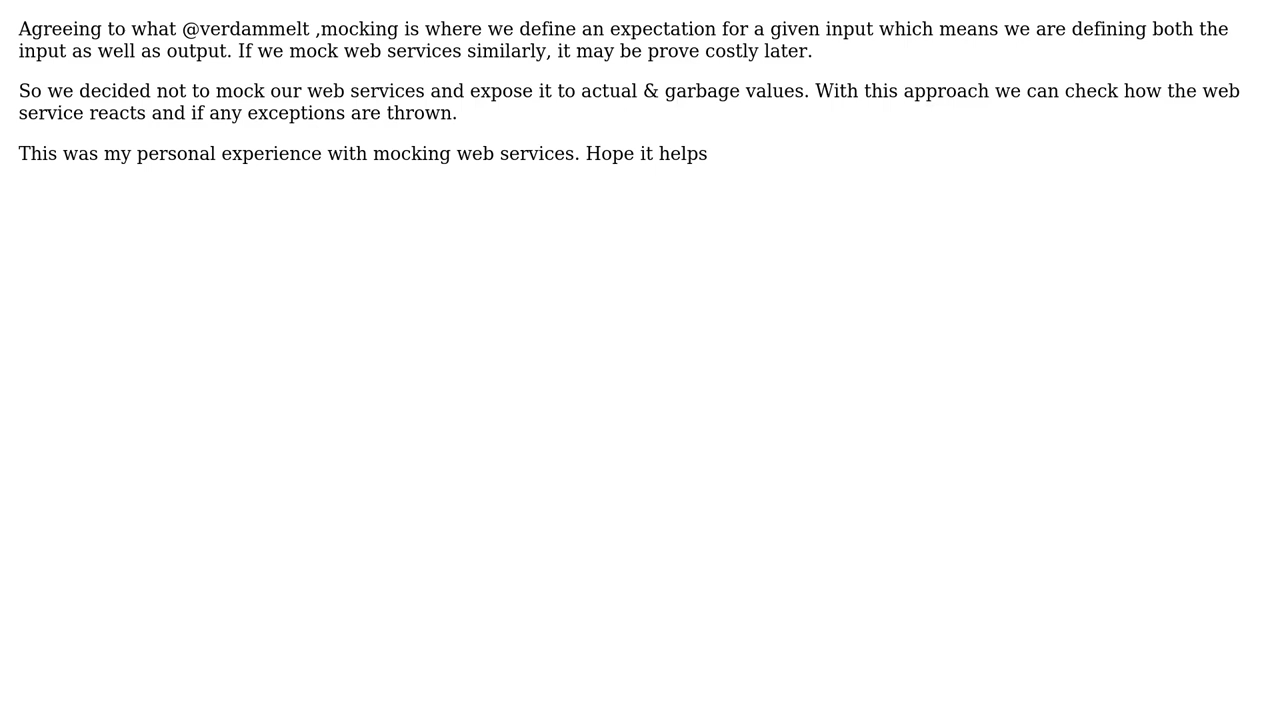 Agreeing to what @verdammelt ,mocking is where we define an expectation for a given input which means we are defining both the
input as well as output. If we mock web services similarly, it may be prove costly later.
So we decided not to mock our web services and expose it to actual & garbage values. With this approach we can check how the web
service reacts and if any exceptions are thrown.
This was my personal experience with mocking web services. Hope it helps